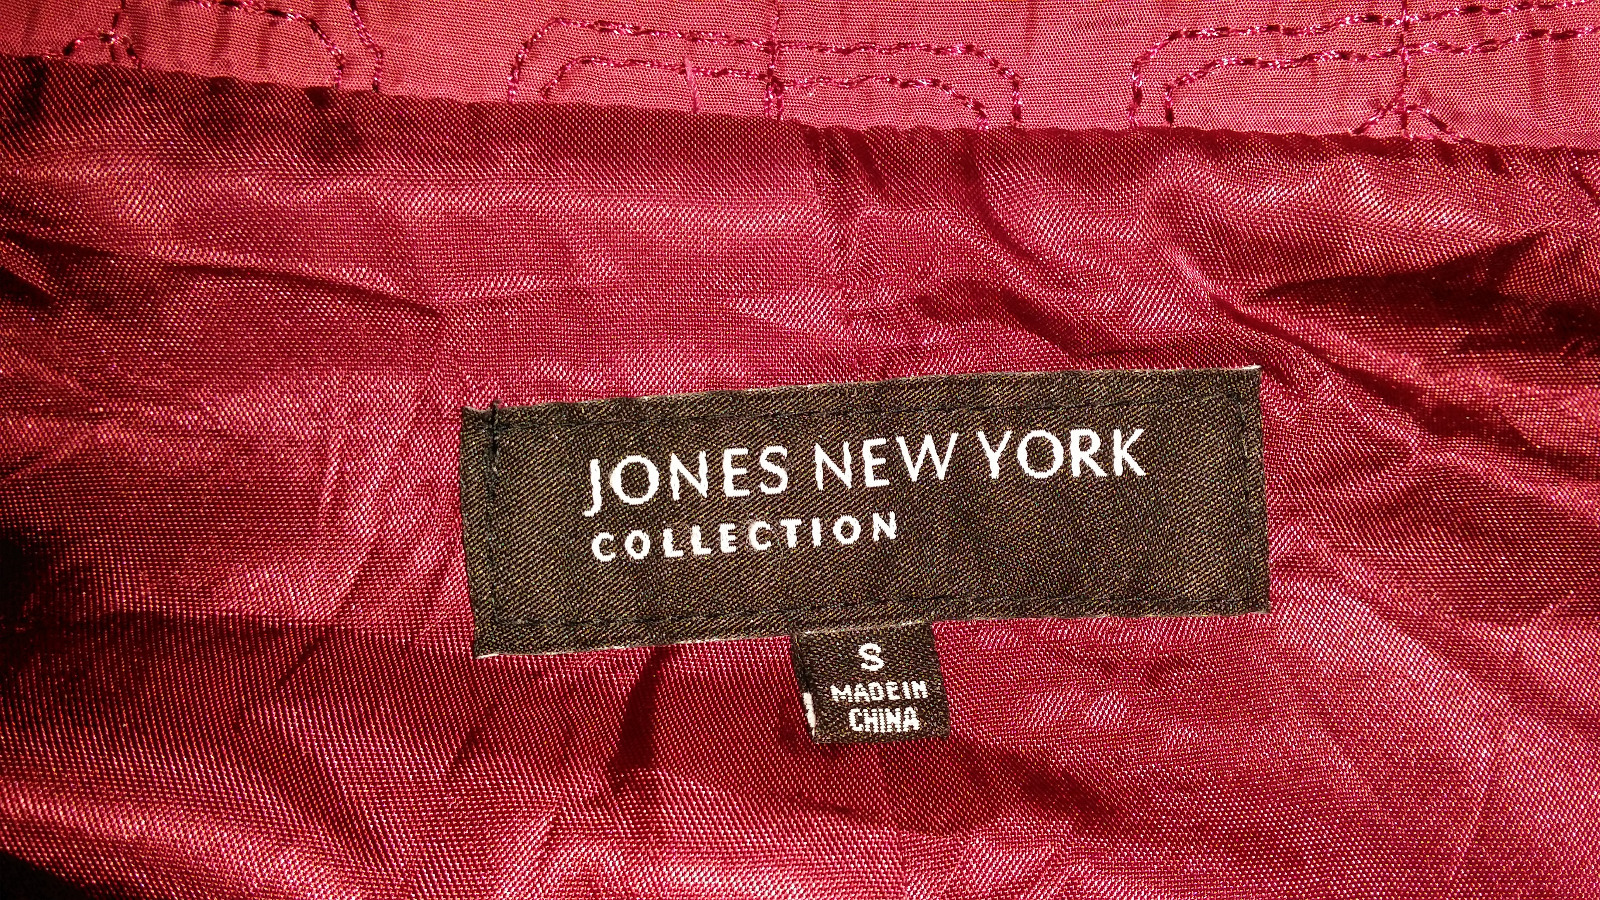 JONES NEW YORK
COLLECTION
S
MADE IN
CHINA